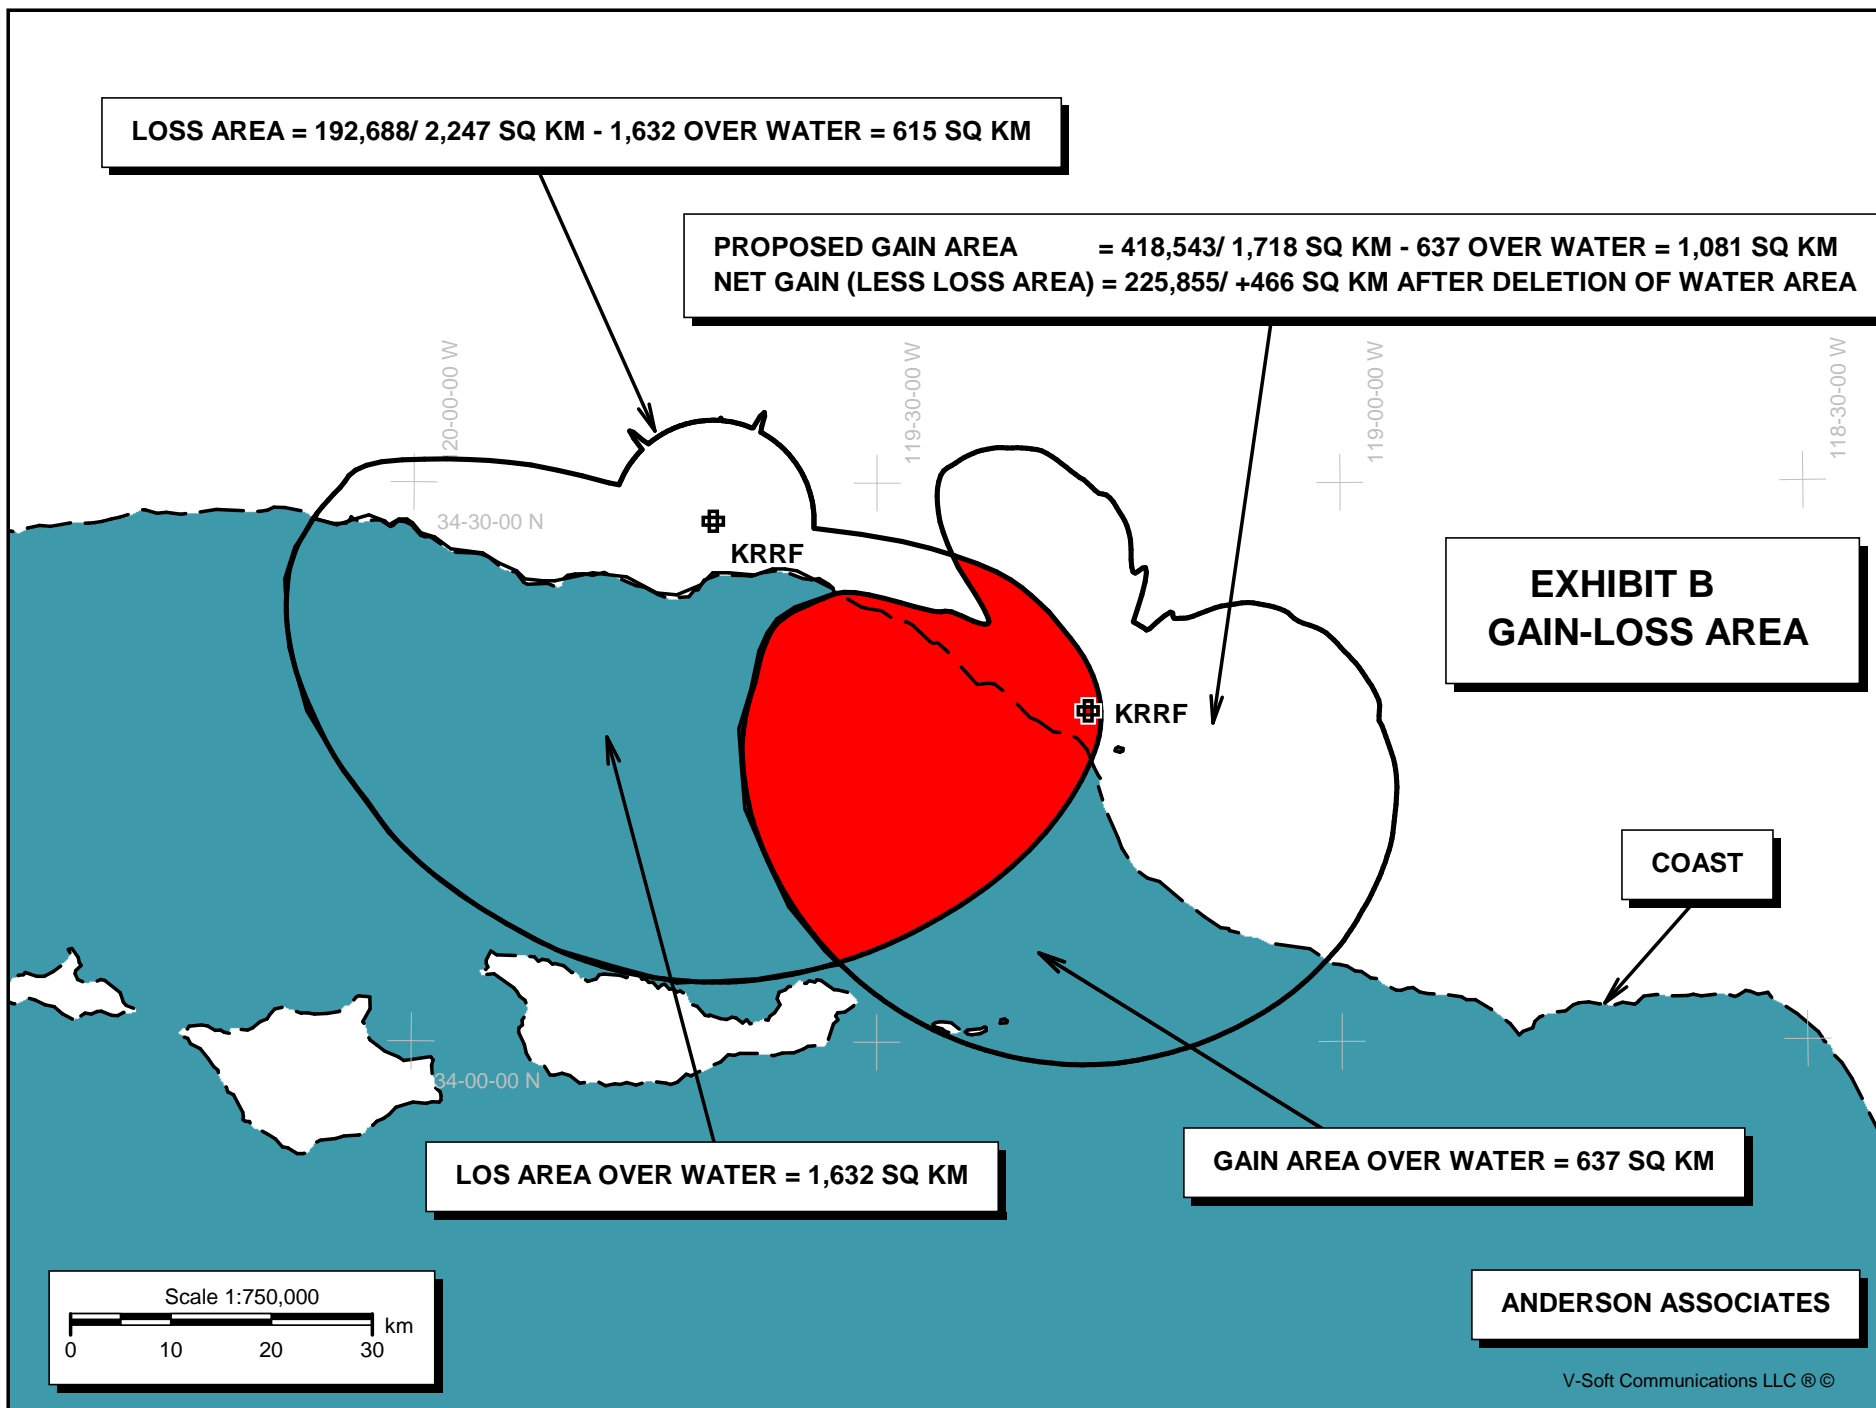 LOSS AREA = 192,688/ 2,247 SQ KM - 1,632 OVER WATER = 615 SQ KM
PROPOSED GAIN AREA = 418,543/ 1,718 SQ KM - 637 OVER WATER = 1,081 SQ KM
NET GAIN (LESS LOSS AREA) = 225,855/ +466 SQ KM AFTER DELETION OF WATER AREA
20-00-00 W
119-30-00 W
119-00-00 W
118-30-00 W
34-30-00 N
KRRF
EXHIBIT B
GAIN-LOSS AREA
KRRF
COAST
34-00-00 N
LOS AREA OVER WATER = 1,632 SQ KM
GAIN AREA OVER WATER = 637 SQ KM
Scale 1:750,000
km
0 10 20 30
ANDERSON ASSOCIATES
V-Soft Communications LLC ® ©